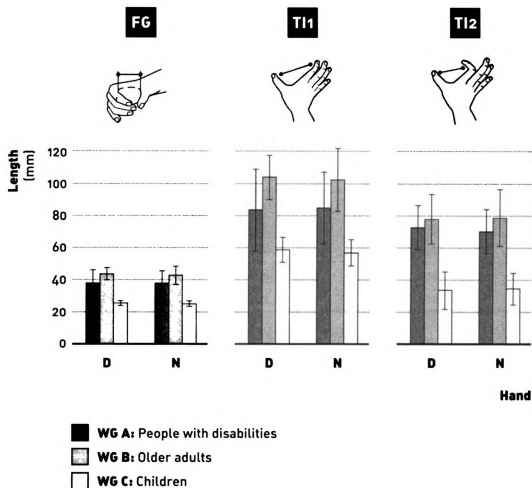 FG TI1 TI2
Length
(mm)
120
100
80
60
40
20
0
D N D N D N
Hand
WG A: People with disabilities
WG B: Older adults
WG C: Children